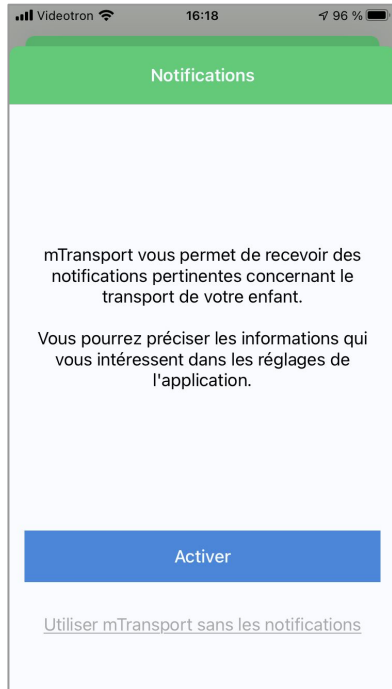 Videotron 16:18 96 %
Notifications
mTransport vous permet de recevoir des
notifications pertinentes concernant le
transport de votre enfant.
Vous pourrez préciser les informations qui
vous intéressent dans les réglages de
l'application.
Activer
Utiliser mTransport sans les notifications